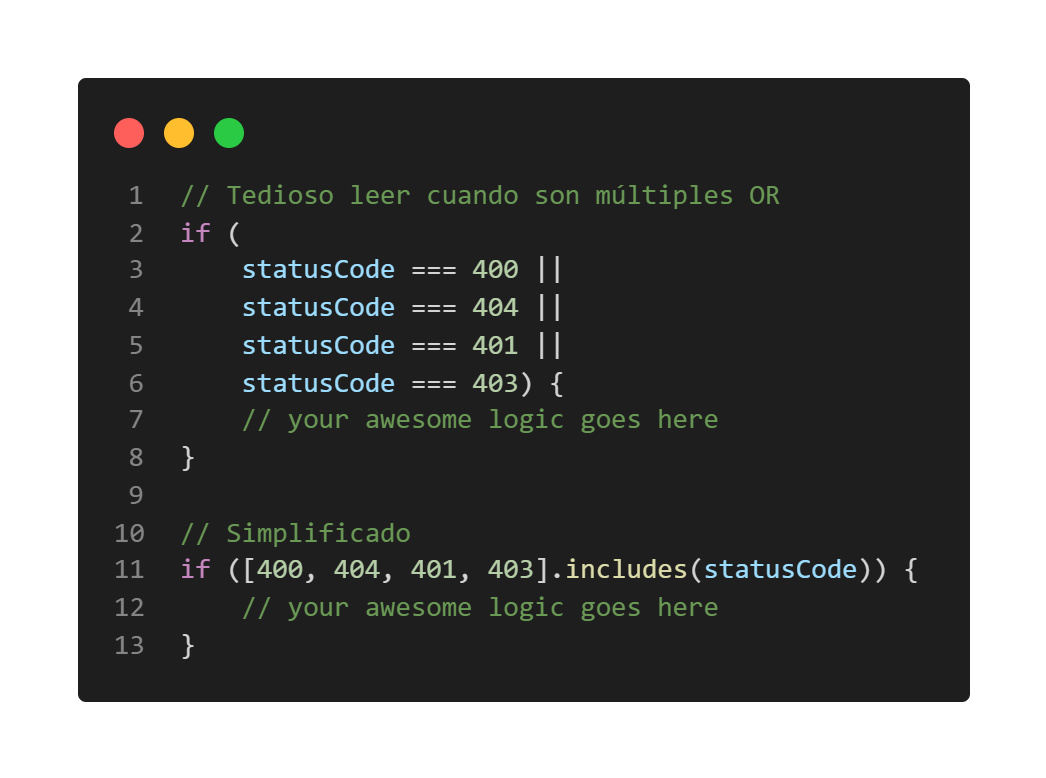 1 // Tedioso leer cuando son múltiples OR
2 if (
3     statusCode === 400 ||
4     statusCode === 404 ||
5     statusCode === 401 ||
6     statusCode === 403) {
7     // your awesome logic goes here
8 }
9
10 // Simplificado
11 if ([400, 404, 401, 403].includes(statusCode)) {
12     // your awesome logic goes here
13 }